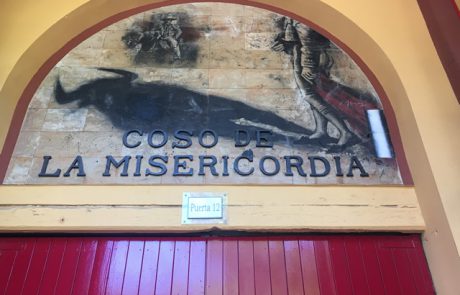 COSO DE
LA MISERICORDIA
Puerta 12